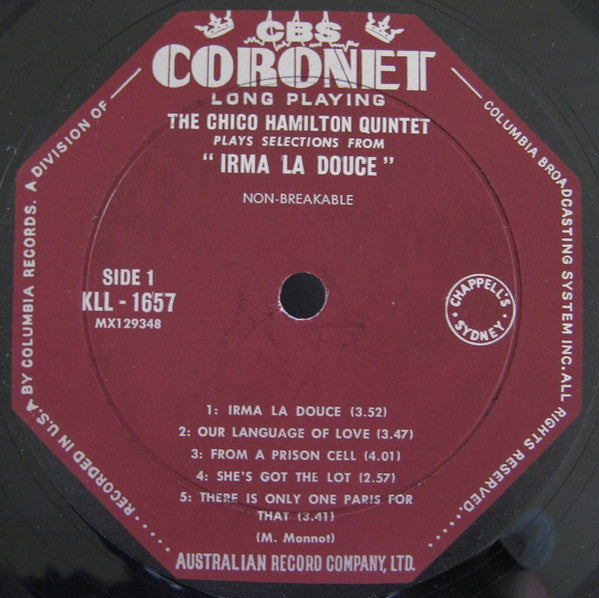 CBS
CORONET
LONG PLAYING
THE CHICO HAMILTON QUINTET
PLAYS SELECTIONS FROM
"IRMA LA DOUCE"
NON-BREAKABLE
SIDE 1
KLL - 1657
MX129348
CHAPPELL'S
SYDNEY.
1: IRMA LA DOUCE (3.52)
2: OUR LANGUAGE OF LOVE (3.47)
3: FROM A PRISON CELL (4.01)
4: SHE'S GOT THE LOT (2.57)
5: THERE IS ONLY ONE PARIS FOR
THAT (3.41)
(M. Monnot)
AUSTRALIAN RECORD COMPANY, LTD.
.....RECORDED IN U.S.A. BY COLUMBIA RECORDS. A DIVISION OF — COLUMBIA BROADCASTING SYSTEM INC. ALL RIGHTS RESERVED.....